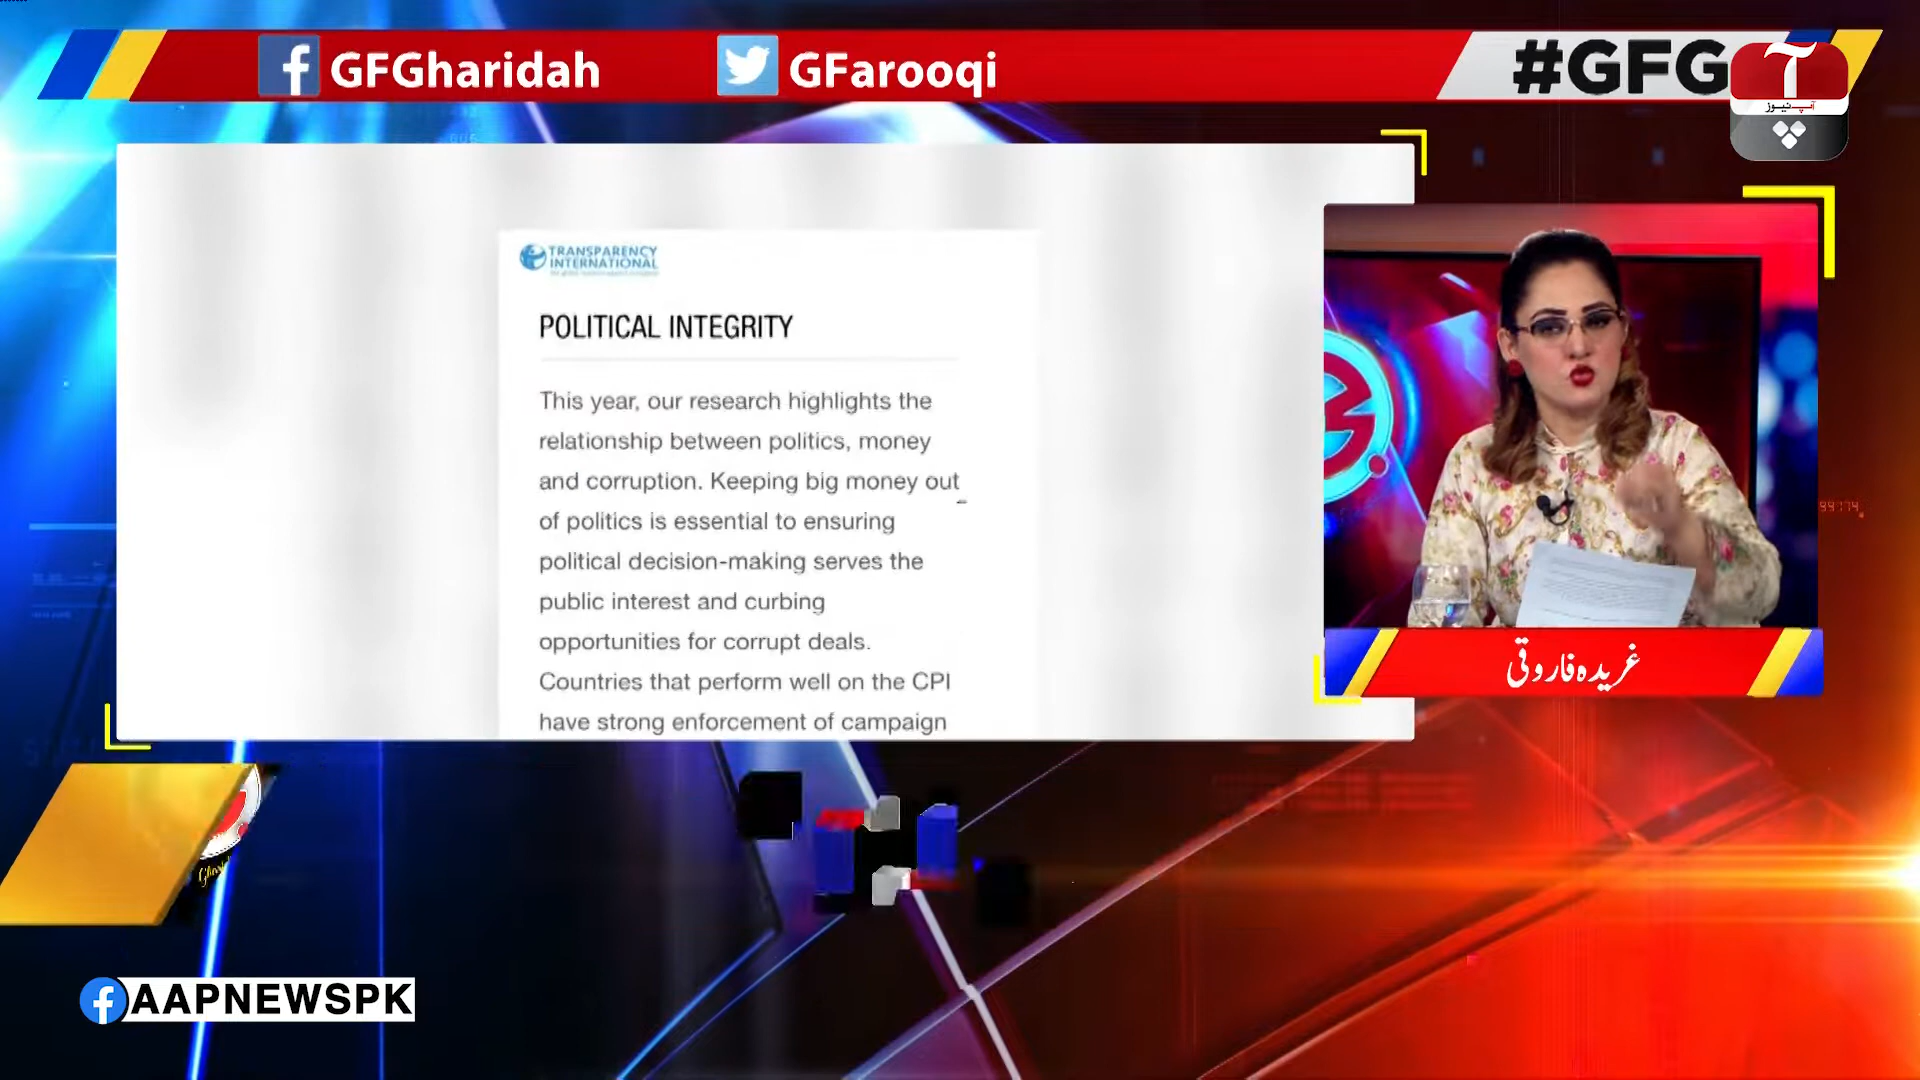 GFGharidah
GFarooqi
#GFG
آپ نیوز
TRANSPARENCY
INTERNATIONAL
POLITICAL INTEGRITY
This year, our research highlights the
relationship between politics, money
and corruption. Keeping big money out
of politics is essential to ensuring
political decision-making serves the
public interest and curbing
opportunities for corrupt deals.
Countries that perform well on the CPI
have strong enforcement of campaign
غریدہ فاروقی
AAPNEWSPK